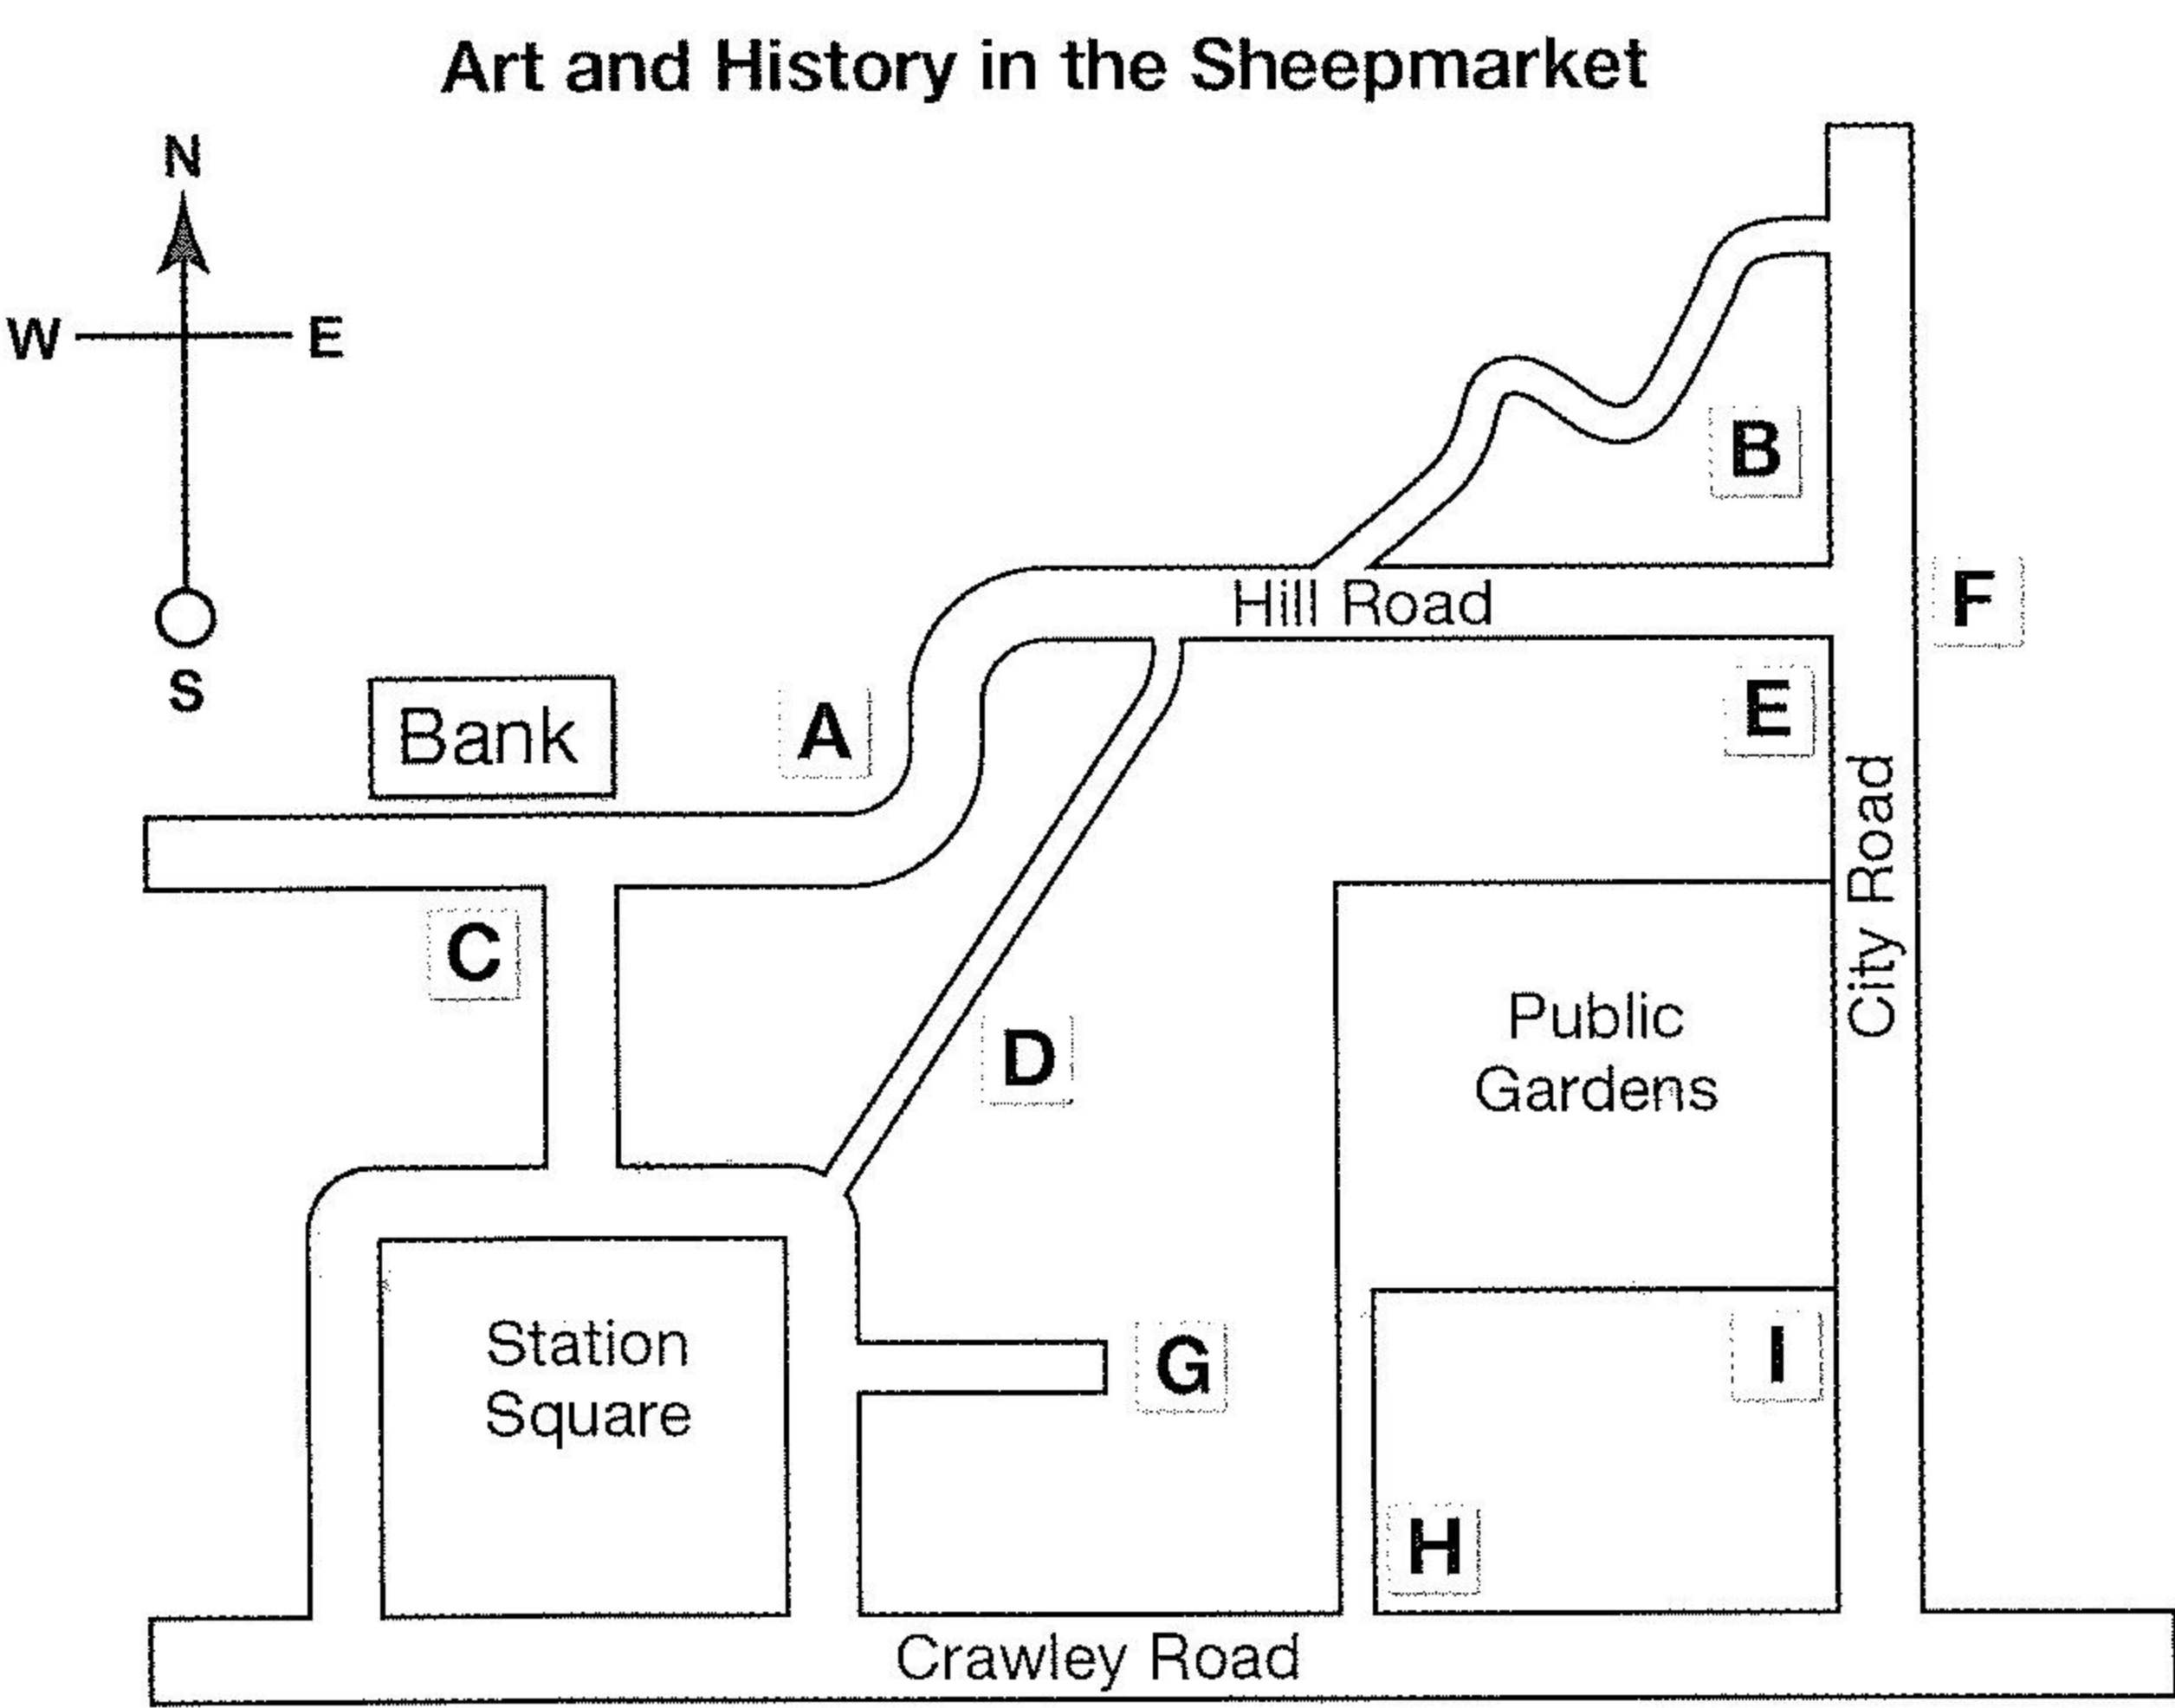 Art and History in the Sheepmarket
N
W
E
S
B
Hill Road
F
Bank
A
E
City Road
C
D
Public
Gardens
Station
Square
G
I
H
Crawley Road